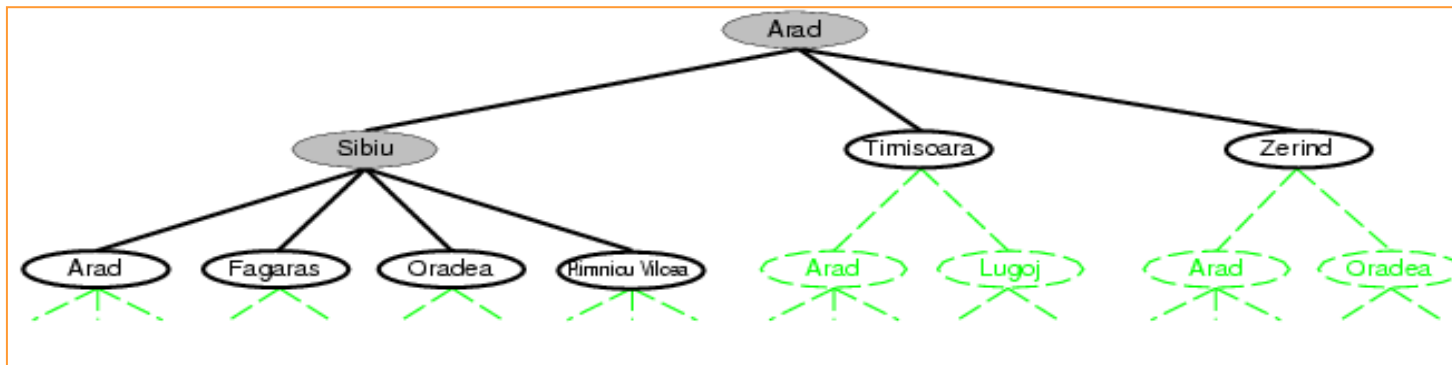 Arad
Sibiu
Timisoara
Zerind
Arad
Fagaras
Oradea
Rimnicu Vilcea
Arad
Lugoj
Arad
Oradea